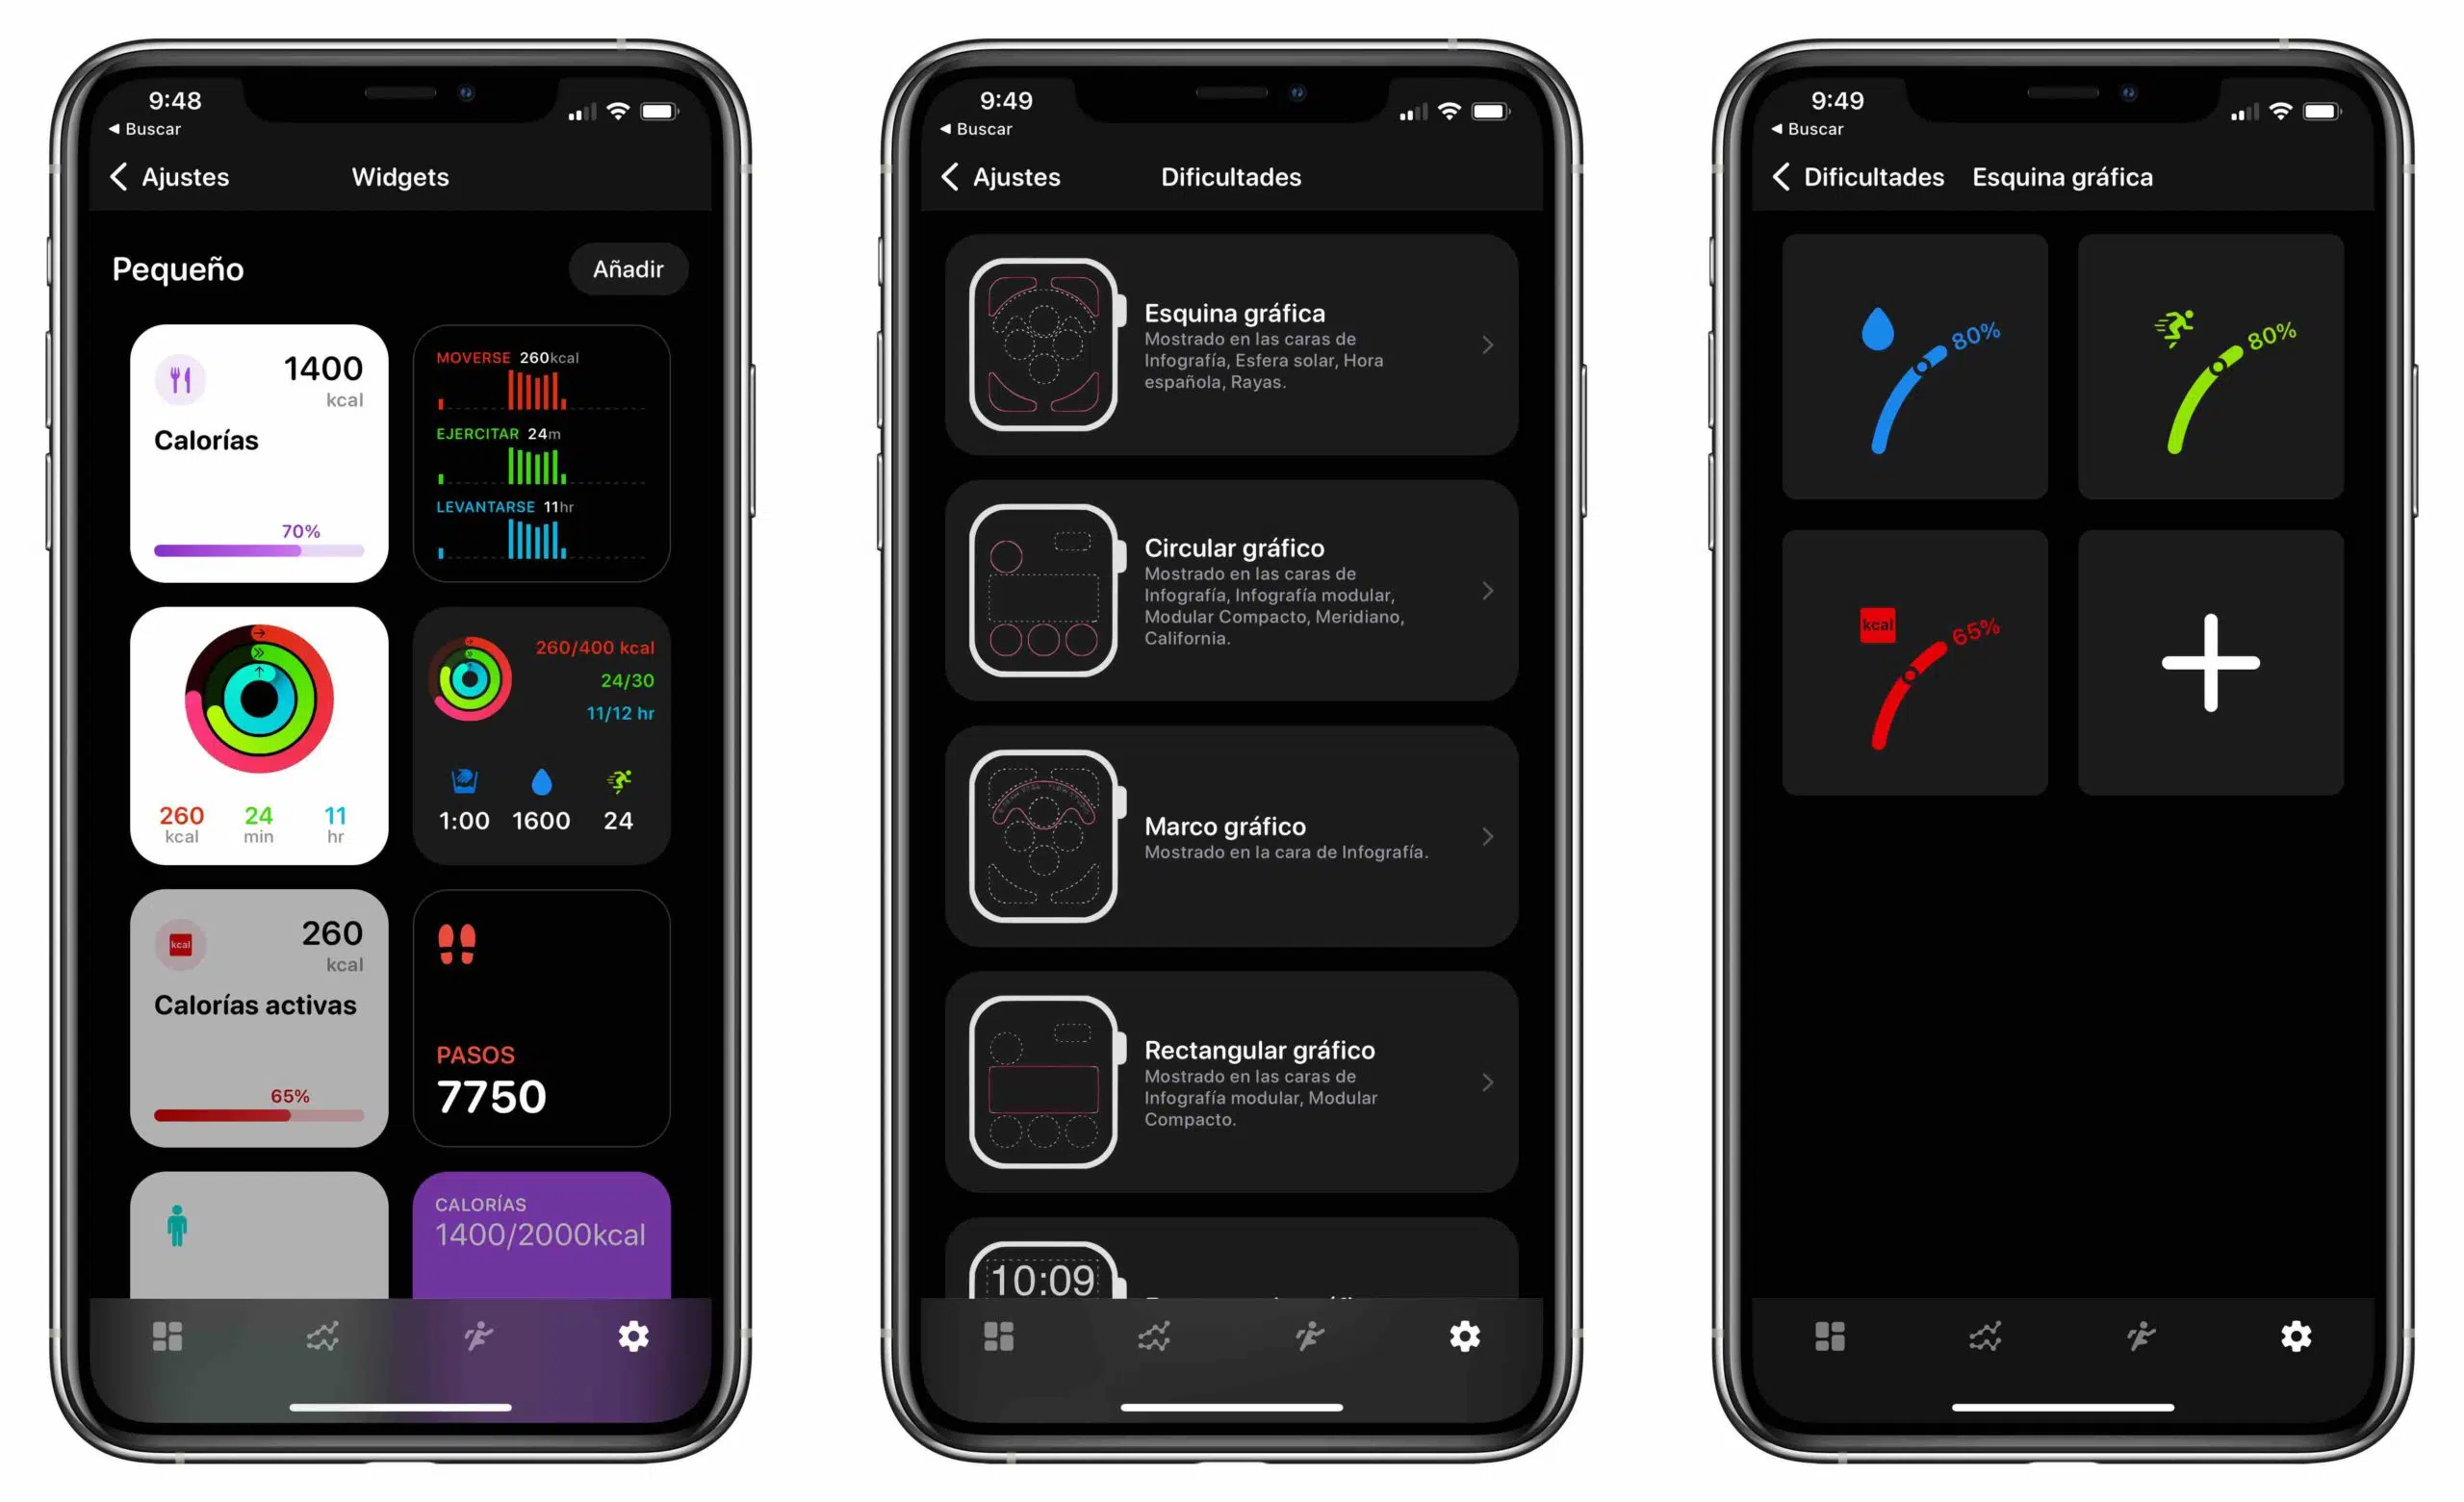 9:48
◀ Buscar
Ajustes
Widgets
Pequeño
Añadir
1400
kcal
Calorías
70%
MOVERSE 260kcal
EJERCITAR 24m
LEVANTARSE 11hr
260
kcal
24
min
11
hr
260/400 kcal
24/30
11/12 hr
1:00
1600
24
kcal
260
kcal
Calorías activas
65%
PASOS
7750
CALORÍAS
1400/2000kcal
9:49
◀ Buscar
Ajustes
Dificultades
Esquina gráfica
Mostrado en las caras de
Infografía, Esfera solar, Hora
española, Rayas.
Circular gráfico
Mostrado en las caras de
Infografía, Infografía modular,
Modular Compacto, Meridiano,
California.
Marco gráfico
Mostrado en la cara de Infografía.
Rectangular gráfico
Mostrado en las caras de
Infografía modular, Modular
Compacto.
10:09
9:49
◀ Buscar
Dificultades
Esquina gráfica
80%
80%
kcal
65%